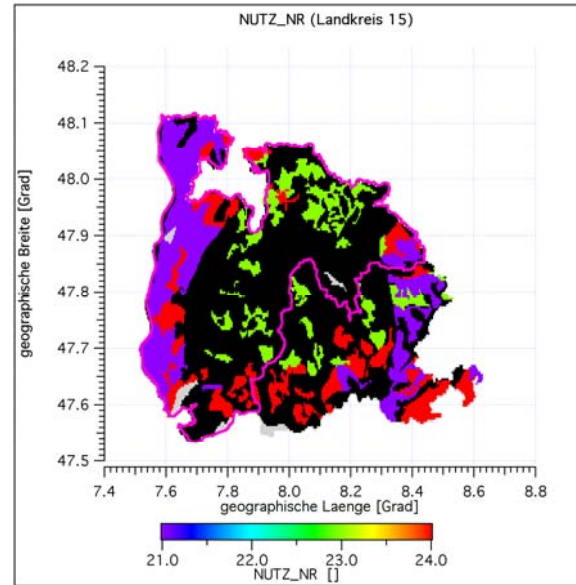 NUTZ_NR (Landkreis 15)
48.2
48.1
48.0
47.9
47.8
47.7
47.6
47.5
geographische Breite [Grad]
7.4 7.6 7.8 8.0 8.2 8.4 8.6 8.8
geographische Laenge [Grad]
21.0 22.0 23.0 24.0
NUTZ_NR []